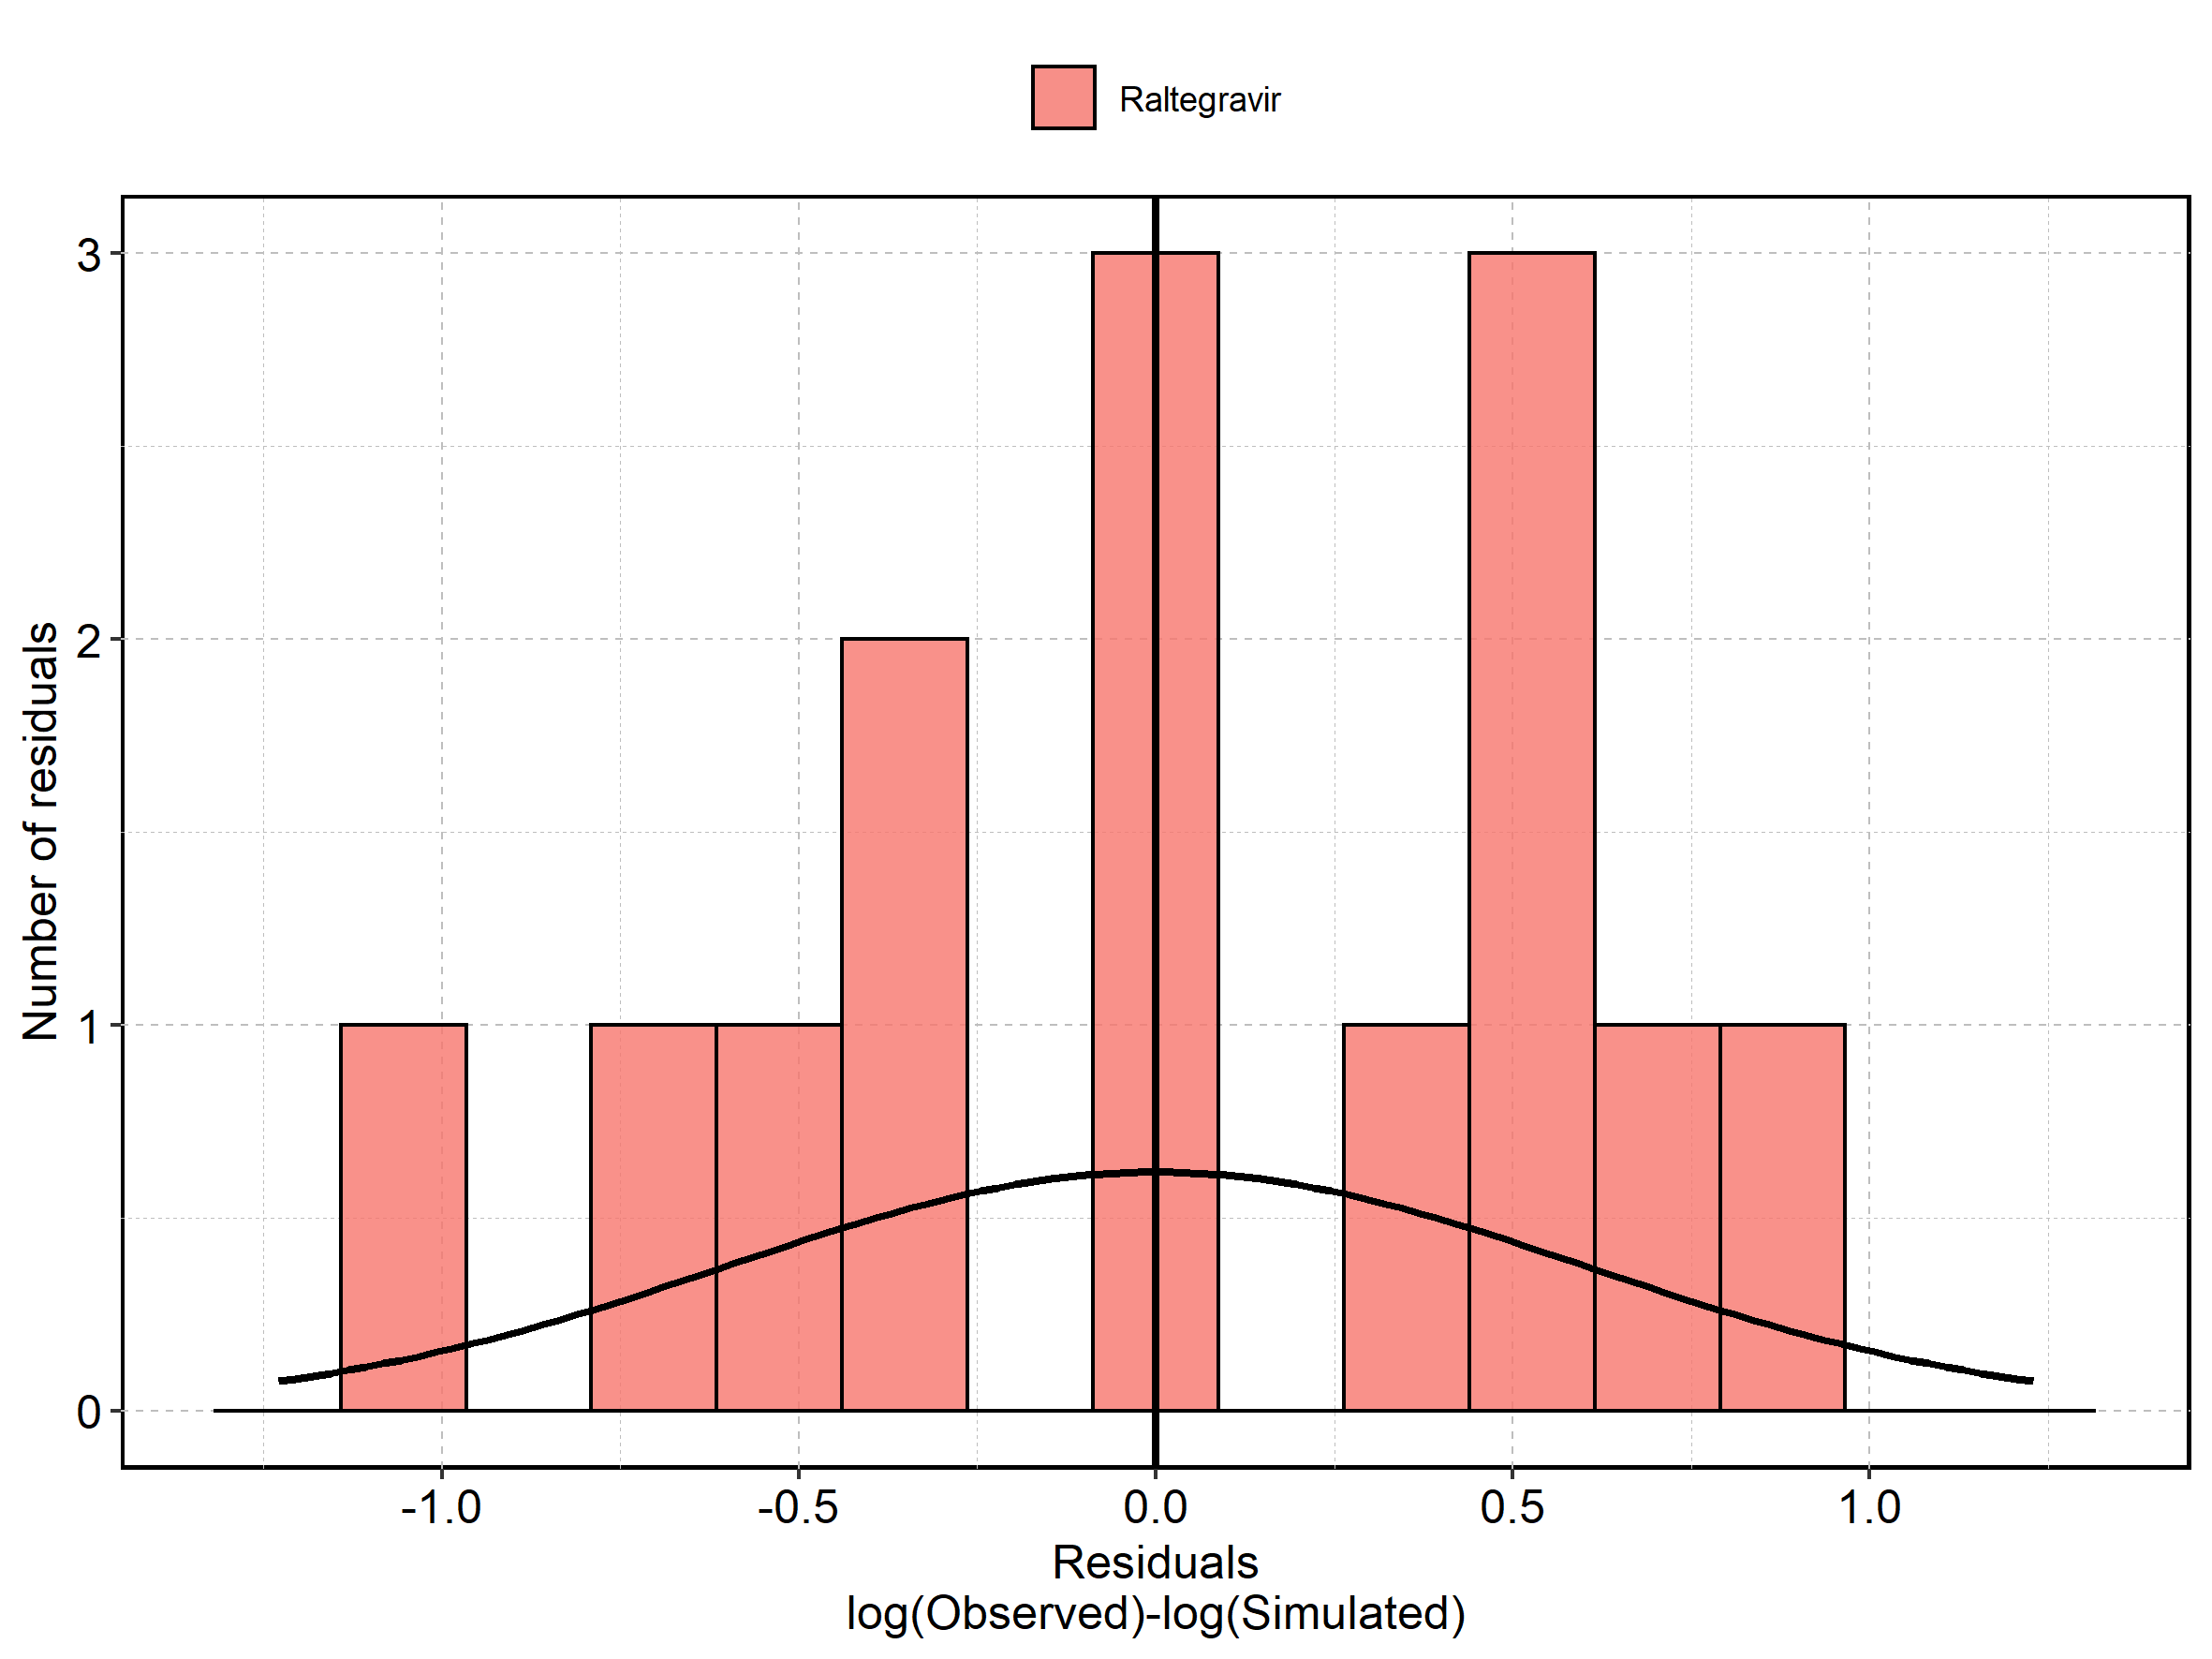 Raltegravir
3
2
1
0
Number of residuals
-1.0
-0.5
0.0
0.5
1.0
Residuals
log(Observed)-log(Simulated)